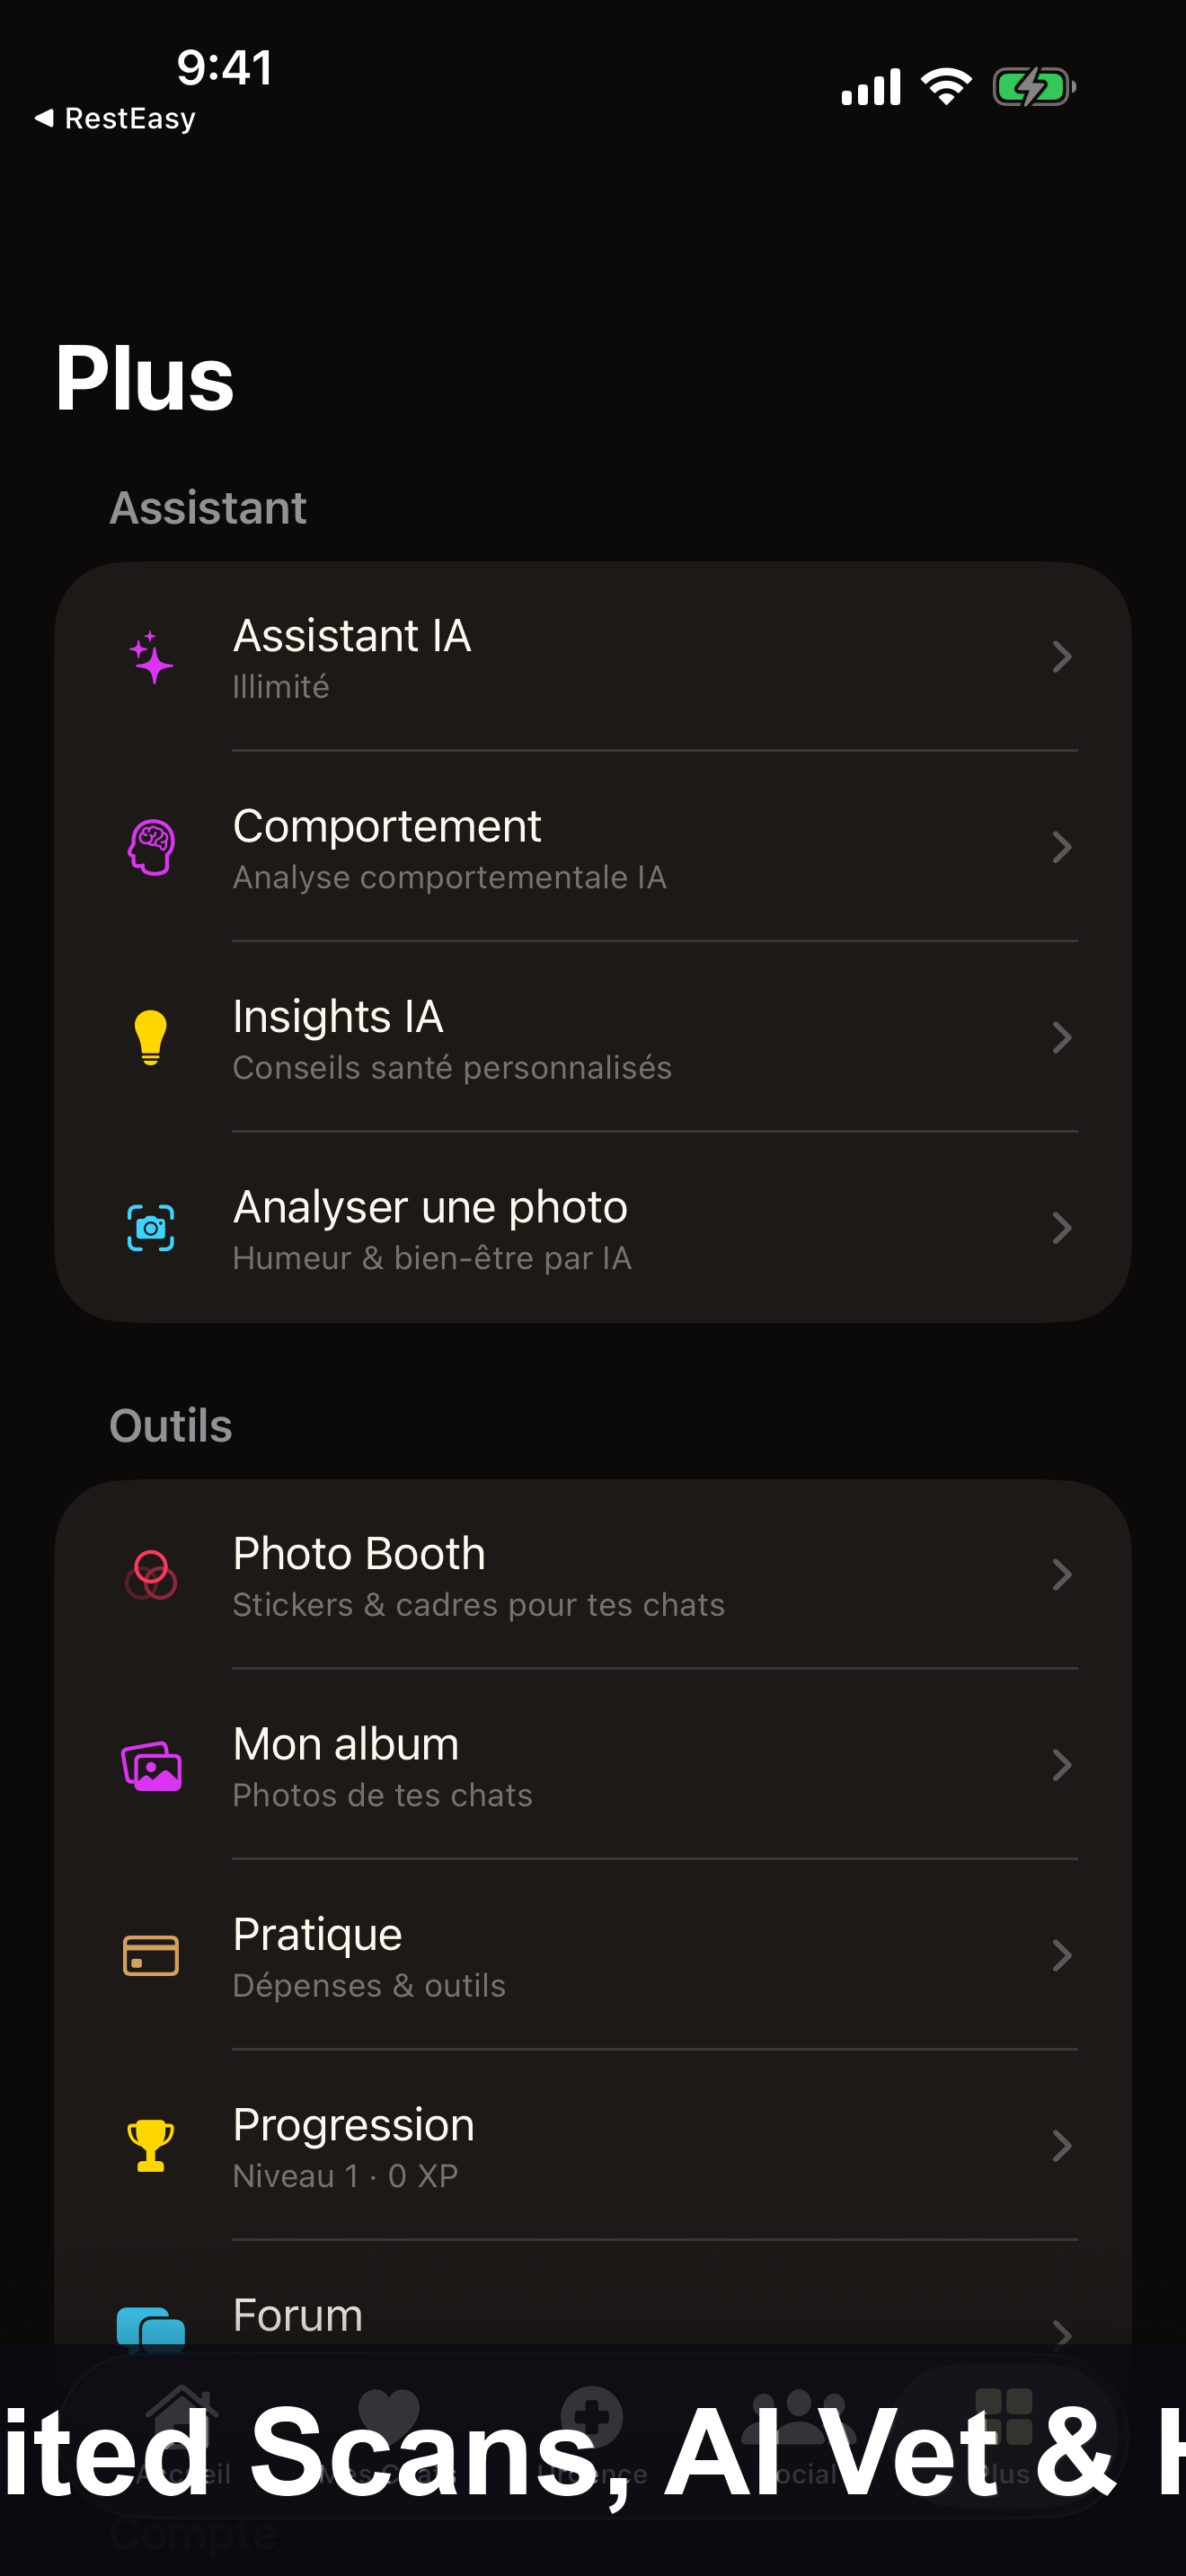 9:41
RestEasy
Plus
Assistant
Assistant IA
Illimité
Comportement
Analyse comportementale IA
Insights IA
Conseils santé personnalisés
Analyser une photo
Humeur & bien-être par IA
Outils
Photo Booth
Stickers & cadres pour tes chats
Mon album
Photos de tes chats
Pratique
Dépenses & outils
Progression
Niveau 1 · 0 XP
Forum
ited Scans, AI Vet & H
Compte